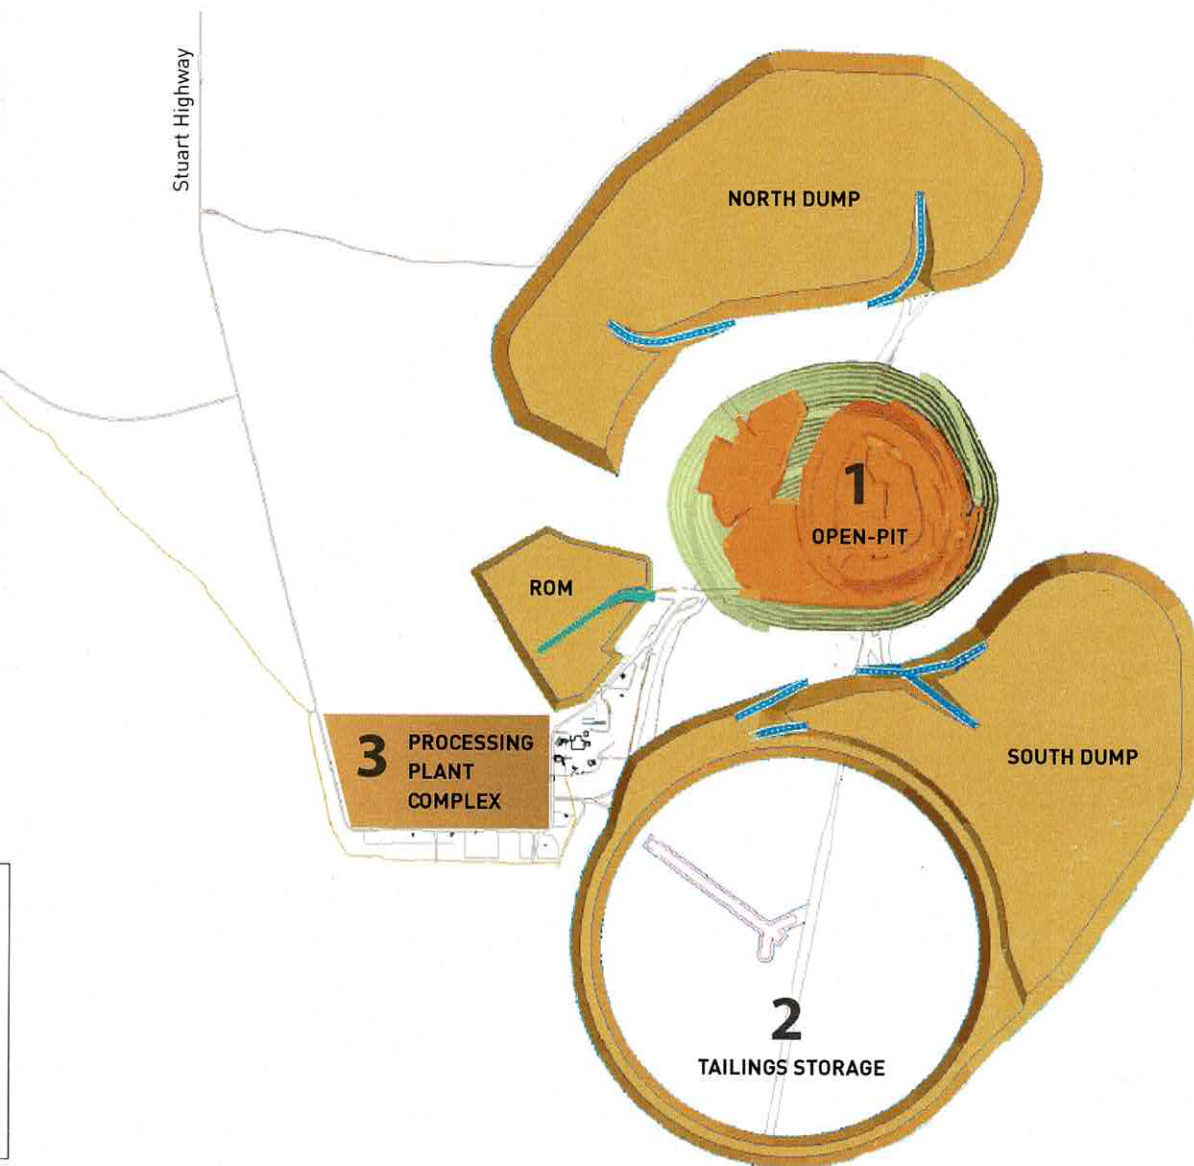 Stuart Highway
NORTH DUMP
1
OPEN-PIT
ROM
3
PROCESSING
PLANT
COMPLEX
SOUTH DUMP
2
TAILINGS STORAGE